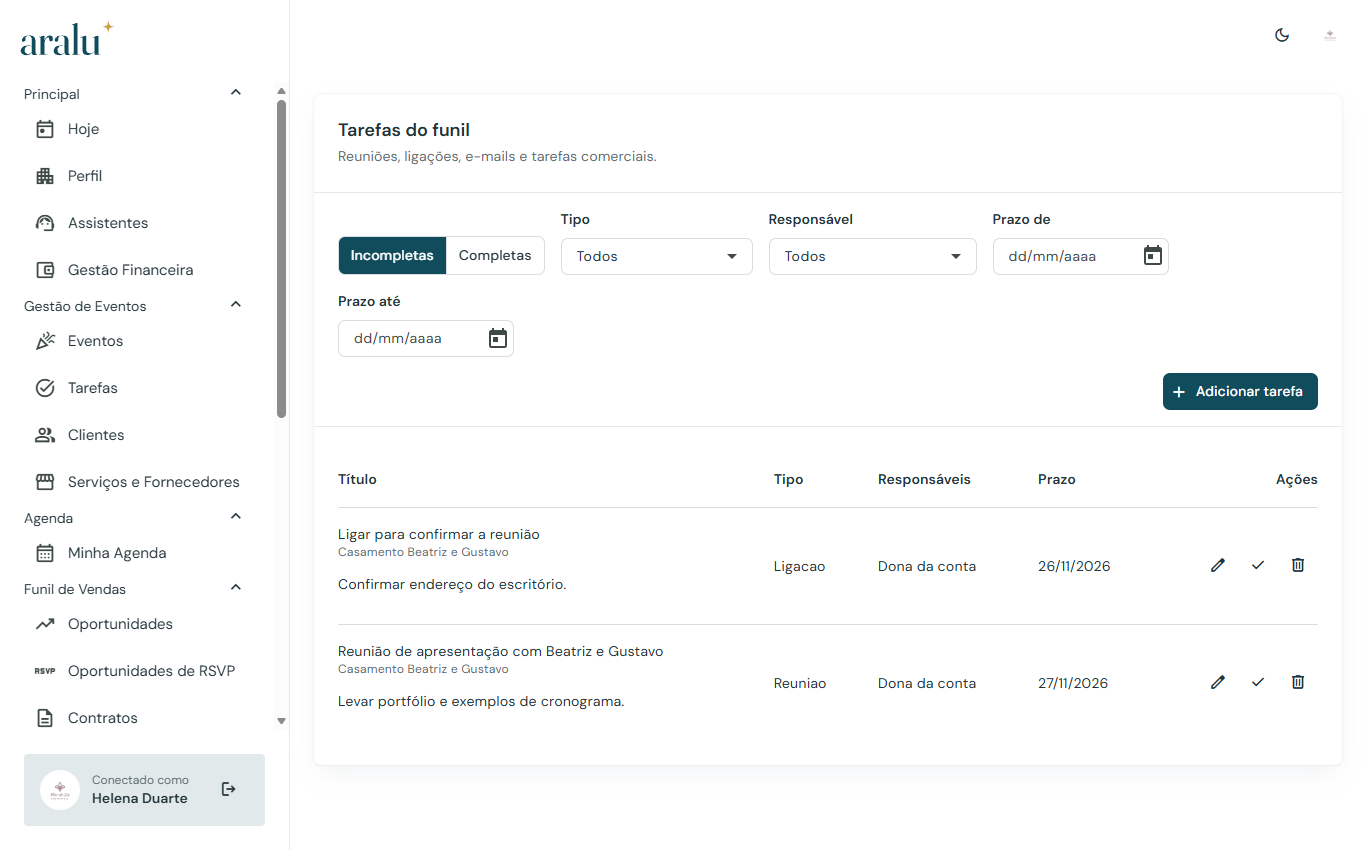 aralu
Principal
Hoje
Perfil
Assistentes
Gestão Financeira
Gestão de Eventos
Eventos
Tarefas
Clientes
Serviços e Fornecedores
Agenda
Minha Agenda
Funil de Vendas
Oportunidades
RSVP Oportunidades de RSVP
Contratos
Conectado como
Helena Duarte
Tarefas do funil
Reuniões, ligações, e-mails e tarefas comerciais.
Incompletas Completas
Tipo
Todos
Responsável
Todos
Prazo de
dd/mm/aaaa
Prazo até
dd/mm/aaaa
Adicionar tarefa
Título Tipo Responsáveis Prazo Ações
Ligar para confirmar a reunião
Casamento Beatriz e Gustavo
Confirmar endereço do escritório.
Ligacao Dona da conta 26/11/2026
Reunião de apresentação com Beatriz e Gustavo
Casamento Beatriz e Gustavo
Levar portfólio e exemplos de cronograma.
Reuniao Dona da conta 27/11/2026